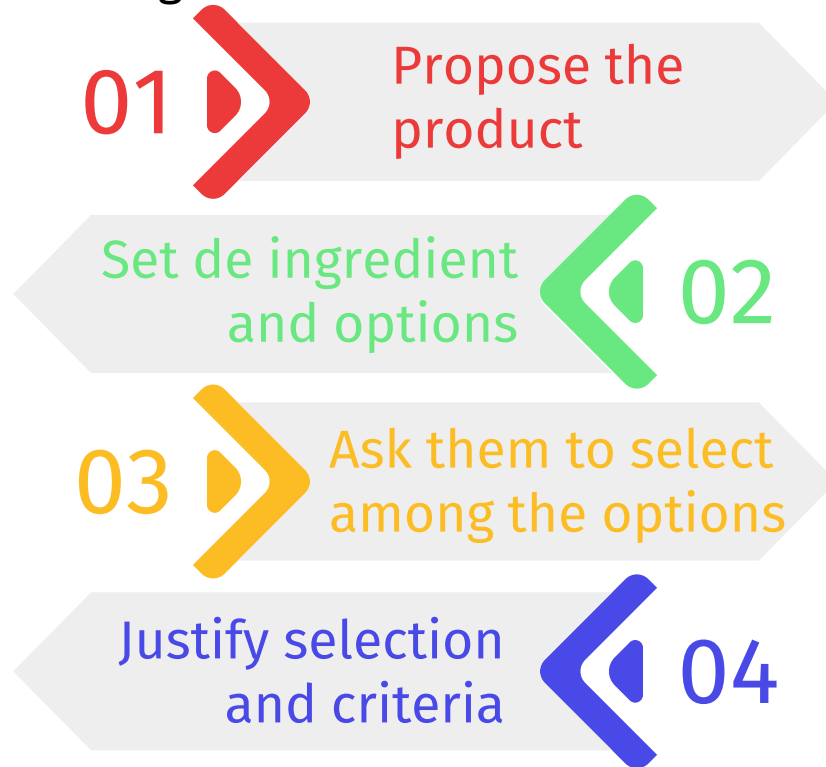 01
Propose the
product
Set de ingredient
and options
02
03
Ask them to select
among the options
Justify selection
and criteria
04